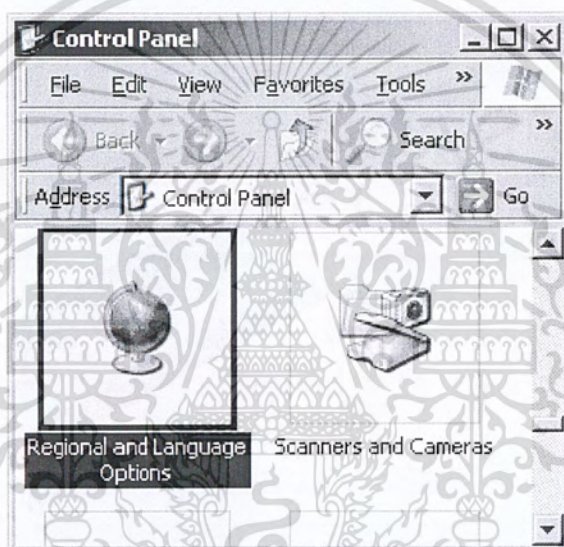 Control Panel
File Edit View Favorites Tools »
Back Search »
Address Control Panel Go
Regional and Language
Options
Scanners and Cameras